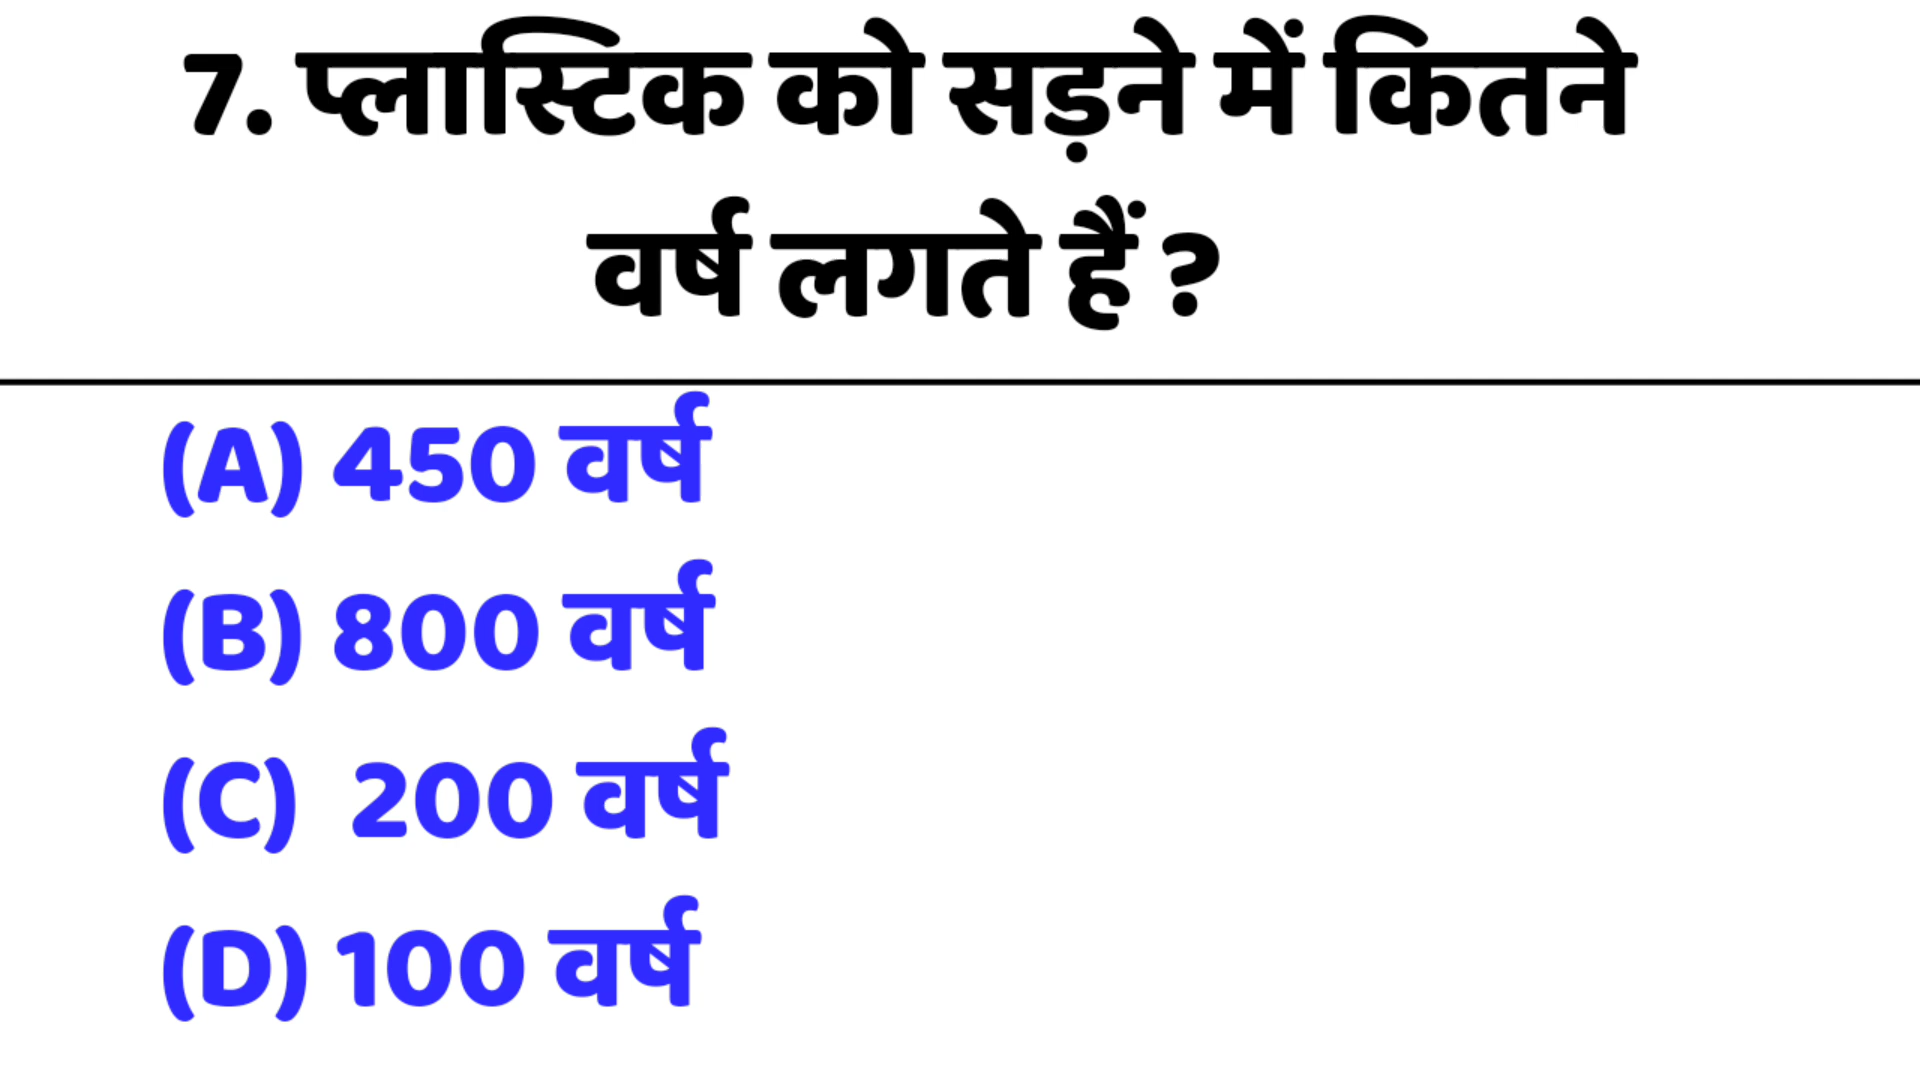 7. प्लास्टिक को सड़ने में कितने
वर्ष लगते हैं ?
(A) 450 वर्ष
(B) 800 वर्ष
(C) 200 वर्ष
(D) 100 वर्ष